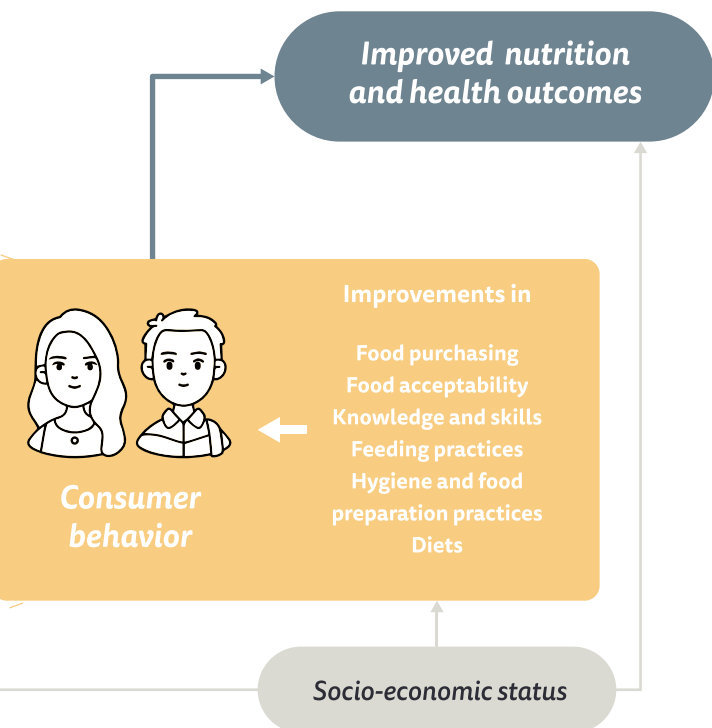 Improved nutrition
and health outcomes
Improvements in
Food purchasing
Food acceptability
Knowledge and skills
Feeding practices
Hygiene and food
preparation practices
Diets
Consumer
behavior
Socio-economic status